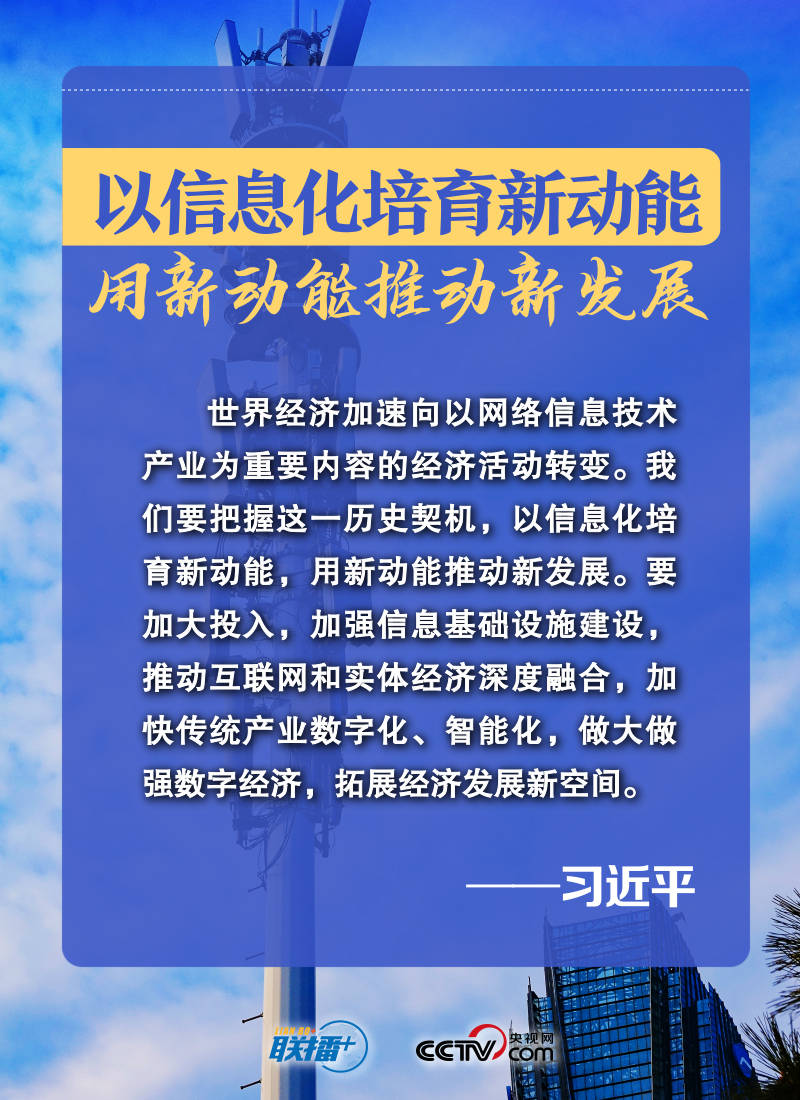 以信息化培育新动能
用新动能推动新发展
世界经济加速向以网络信息技术
产业为重要内容的经济活动转变。我
们要把握这一历史契机，以信息化培
育新动能，用新动能推动新发展。要
加大投入，加强信息基础设施建设，
推动互联网和实体经济深度融合，加
快传统产业数字化、智能化，做大做
强数字经济，拓展经济发展新空间。
——习近平
联播+
CCTV.com 央视网